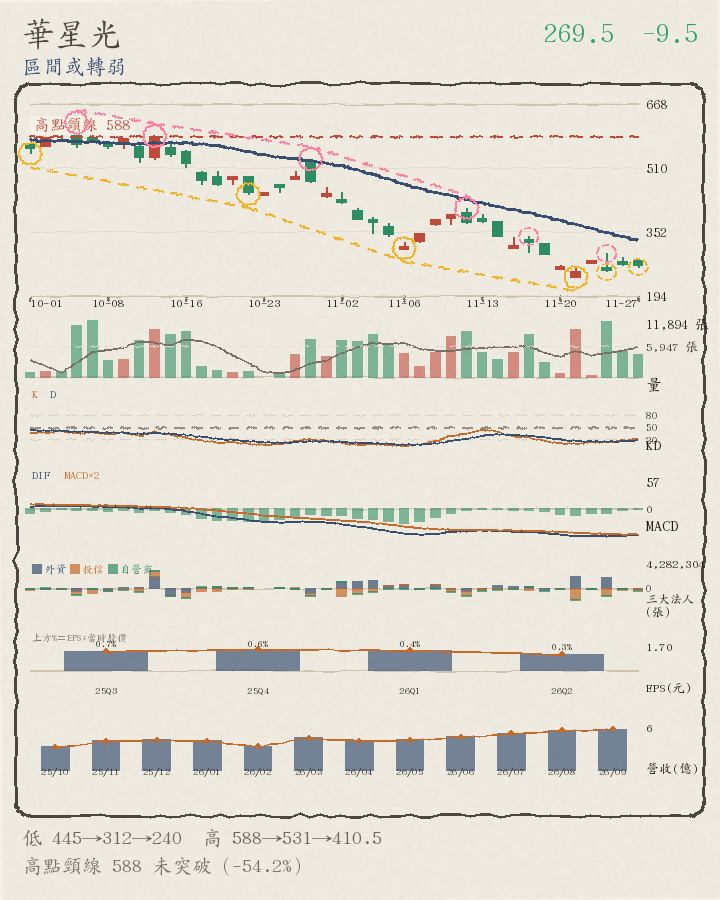 華星光
269.5 -9.5
區間或轉弱
668
高點頸線 588
510
352
194
10-01 10-08 10-16 10-23 11-02 11-06 11-13 11-20 11-27
11,894 張
5,947 張
量
K D
80
50
20
KD
DIF MACD×2
57
0
MACD
外資 投信 自營商
4,282,304
0
三大法人
(張)
上方%=EPS÷當時股價
0.7% 0.6% 0.4% 0.3%
1.70
25Q3 25Q4 26Q1 26Q2
EPS(元)
6
25/10 25/11 25/12 26/01 26/02 26/03 26/04 26/05 26/06 26/07 26/08 26/09
營收(億)
低 445→312→240 高 588→531→410.5
高點頸線 588 未突破 (-54.2%)